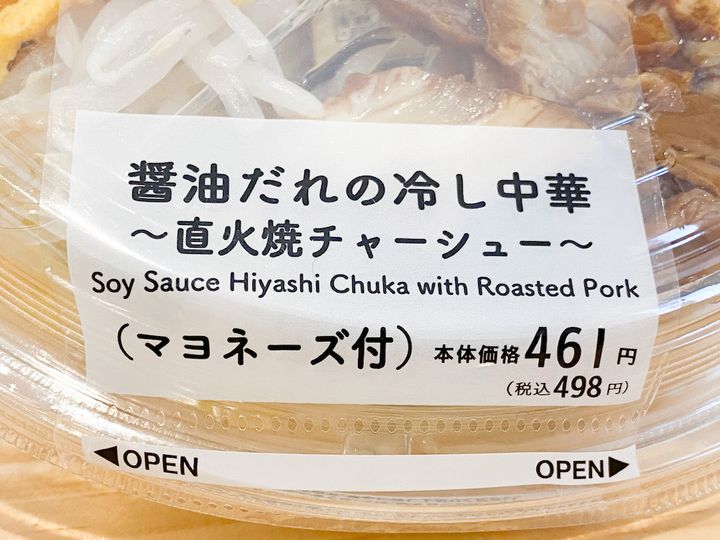 醤油だれの冷し中華
〜直火焼チャーシュー〜
Soy Sauce Hiyashi Chuka with Roasted Pork
（マヨネーズ付）本体価格461円
（税込498円）
◀OPEN OPEN▶